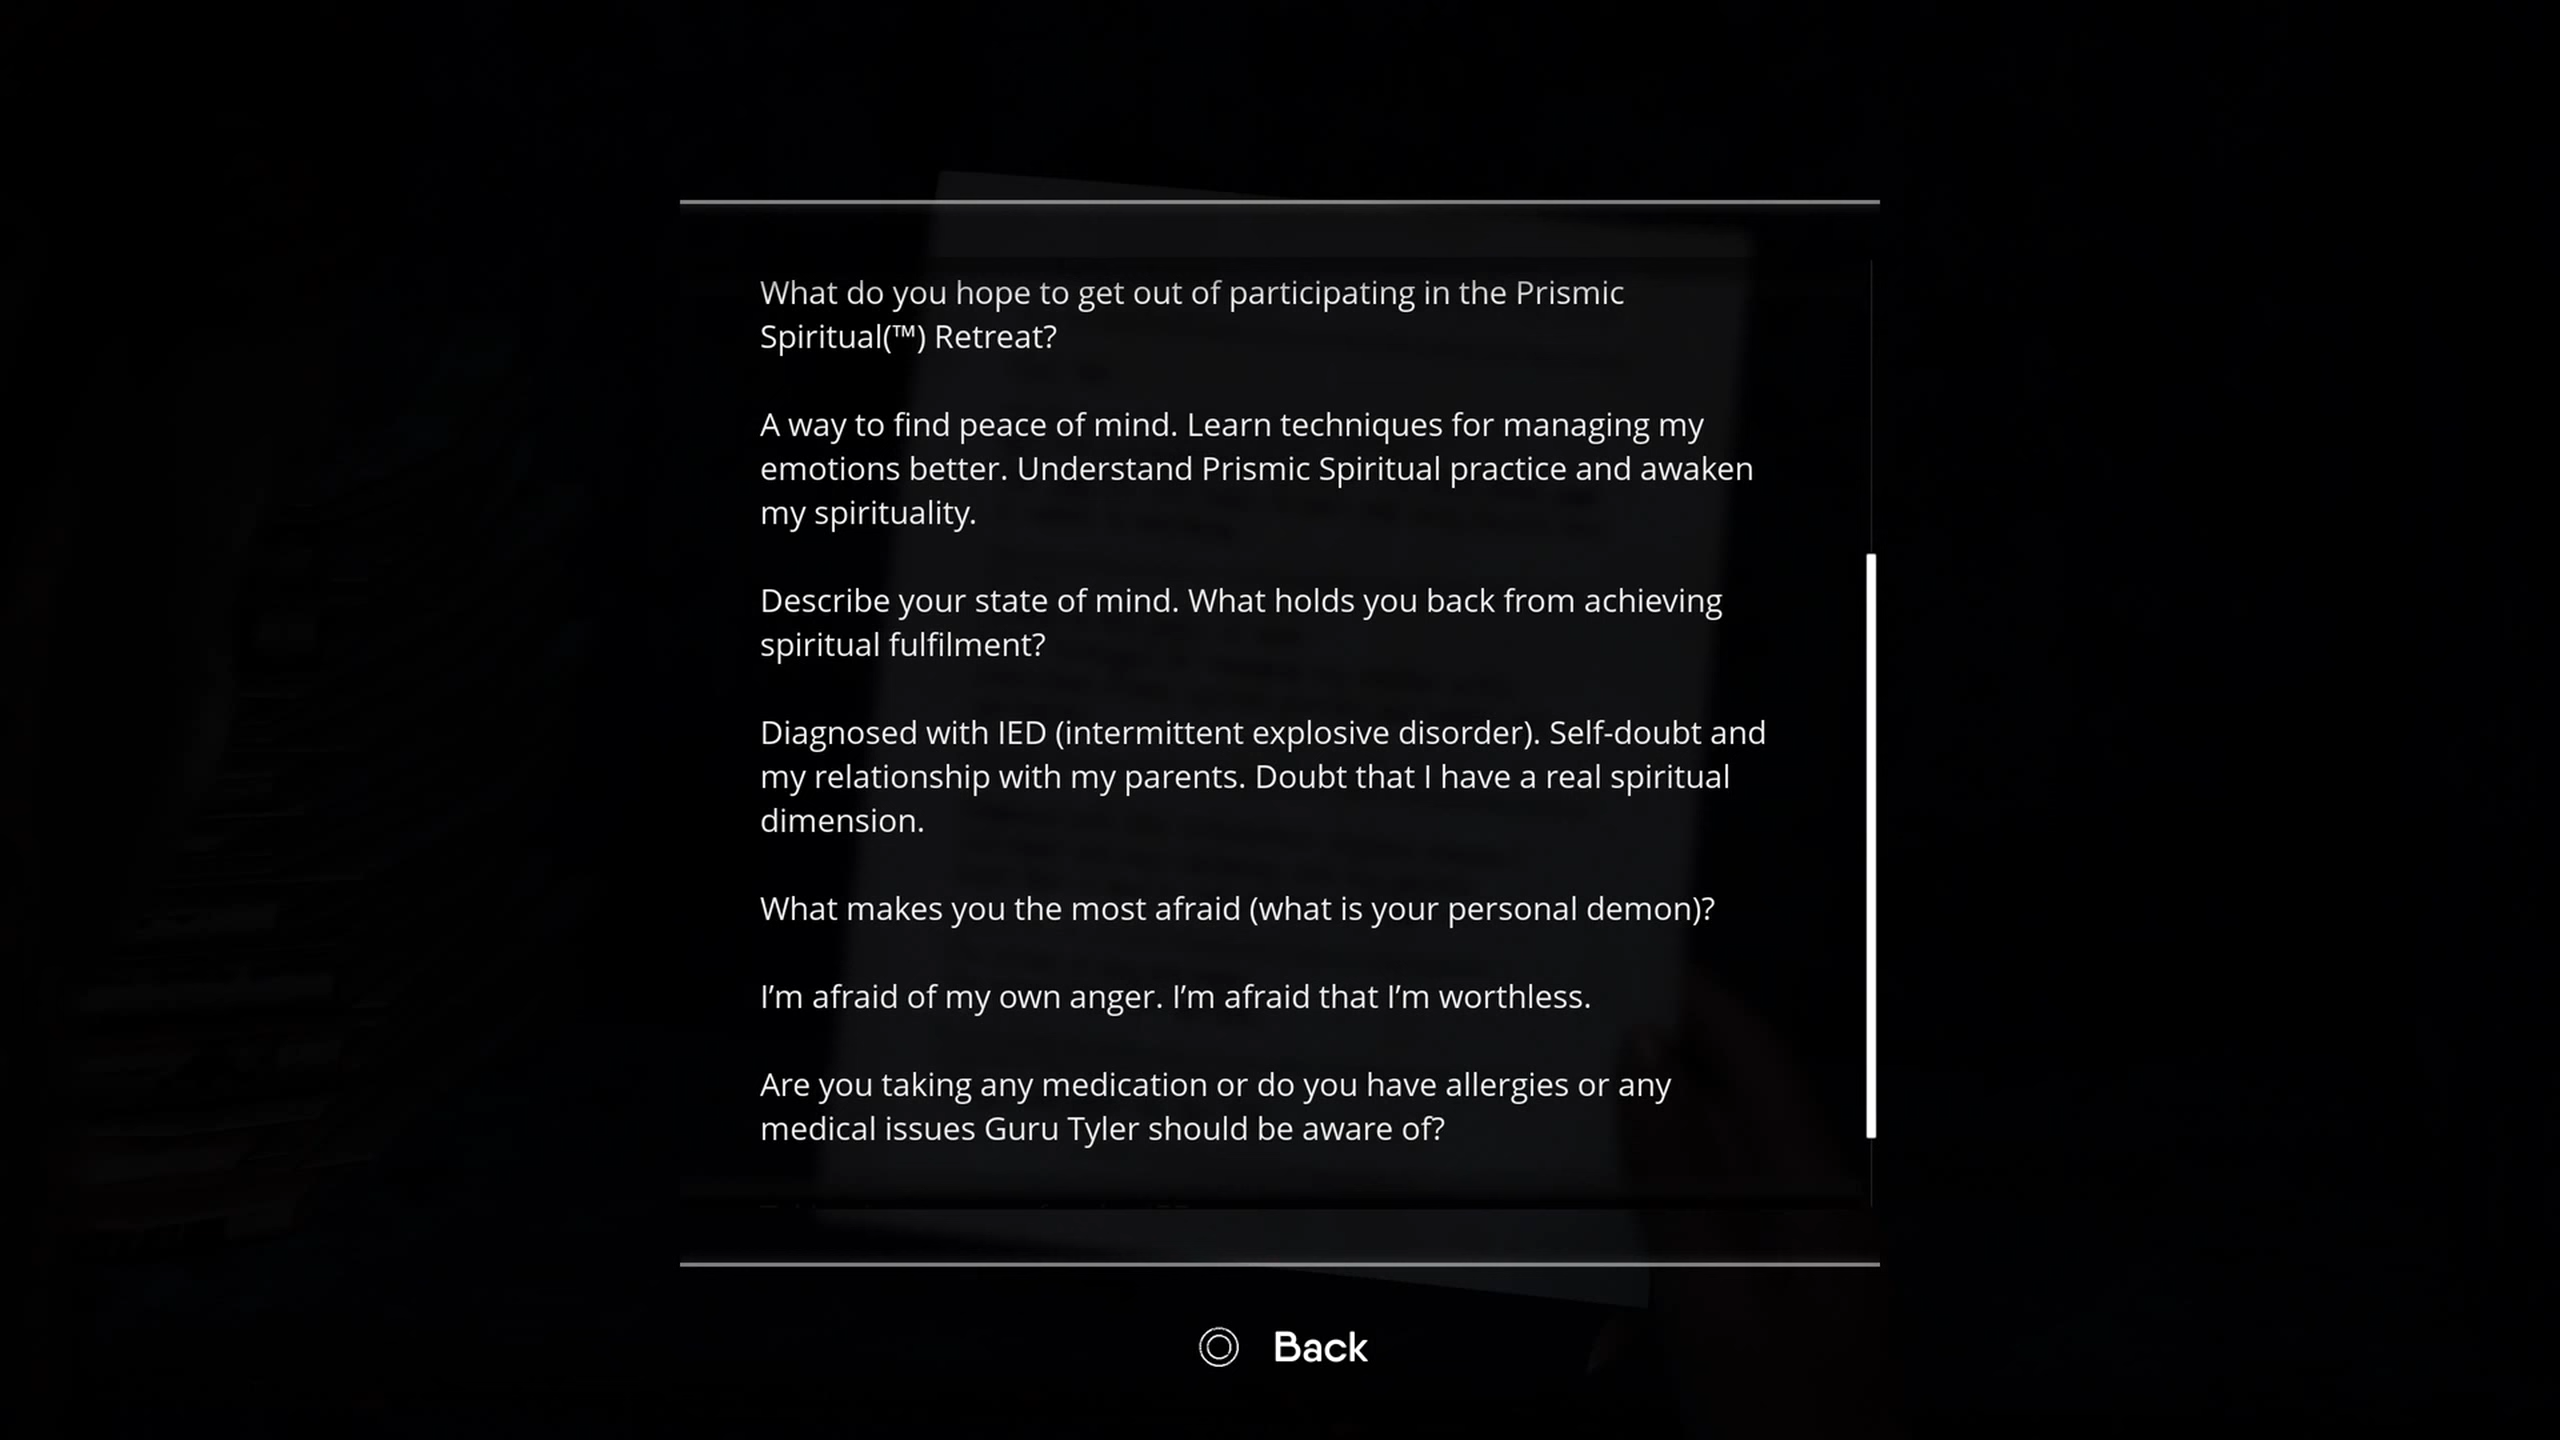 What do you hope to get out of participating in the Prismic
Spiritual(™) Retreat?
A way to find peace of mind. Learn techniques for managing my
emotions better. Understand Prismic Spiritual practice and awaken
my spirituality.
Describe your state of mind. What holds you back from achieving
spiritual fulfilment?
Diagnosed with IED (intermittent explosive disorder). Self-doubt and
my relationship with my parents. Doubt that I have a real spiritual
dimension.
What makes you the most afraid (what is your personal demon)?
I’m afraid of my own anger. I’m afraid that I’m worthless.
Are you taking any medication or do you have allergies or any
medical issues Guru Tyler should be aware of?
Back